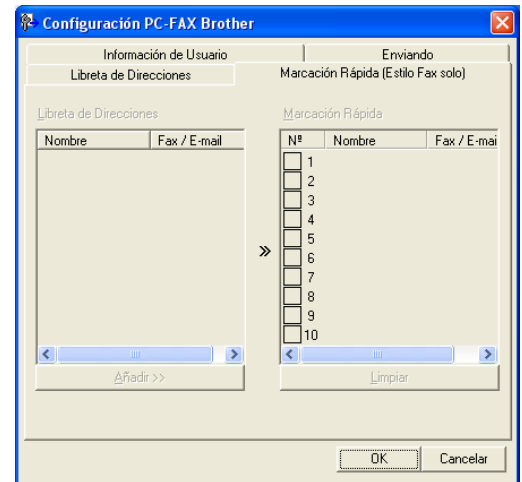 Configuración PC-FAX Brother
Información de Usuario Enviando
Libreta de Direcciones Marcación Rápida (Estilo Fax solo)
Libreta de Direcciones Marcación Rápida
Nombre Fax / E-mail Nº Nombre Fax / E-mai
1
2
3
4
5
»
6
7
8
9
10
Añadir >> Limpiar
OK Cancelar